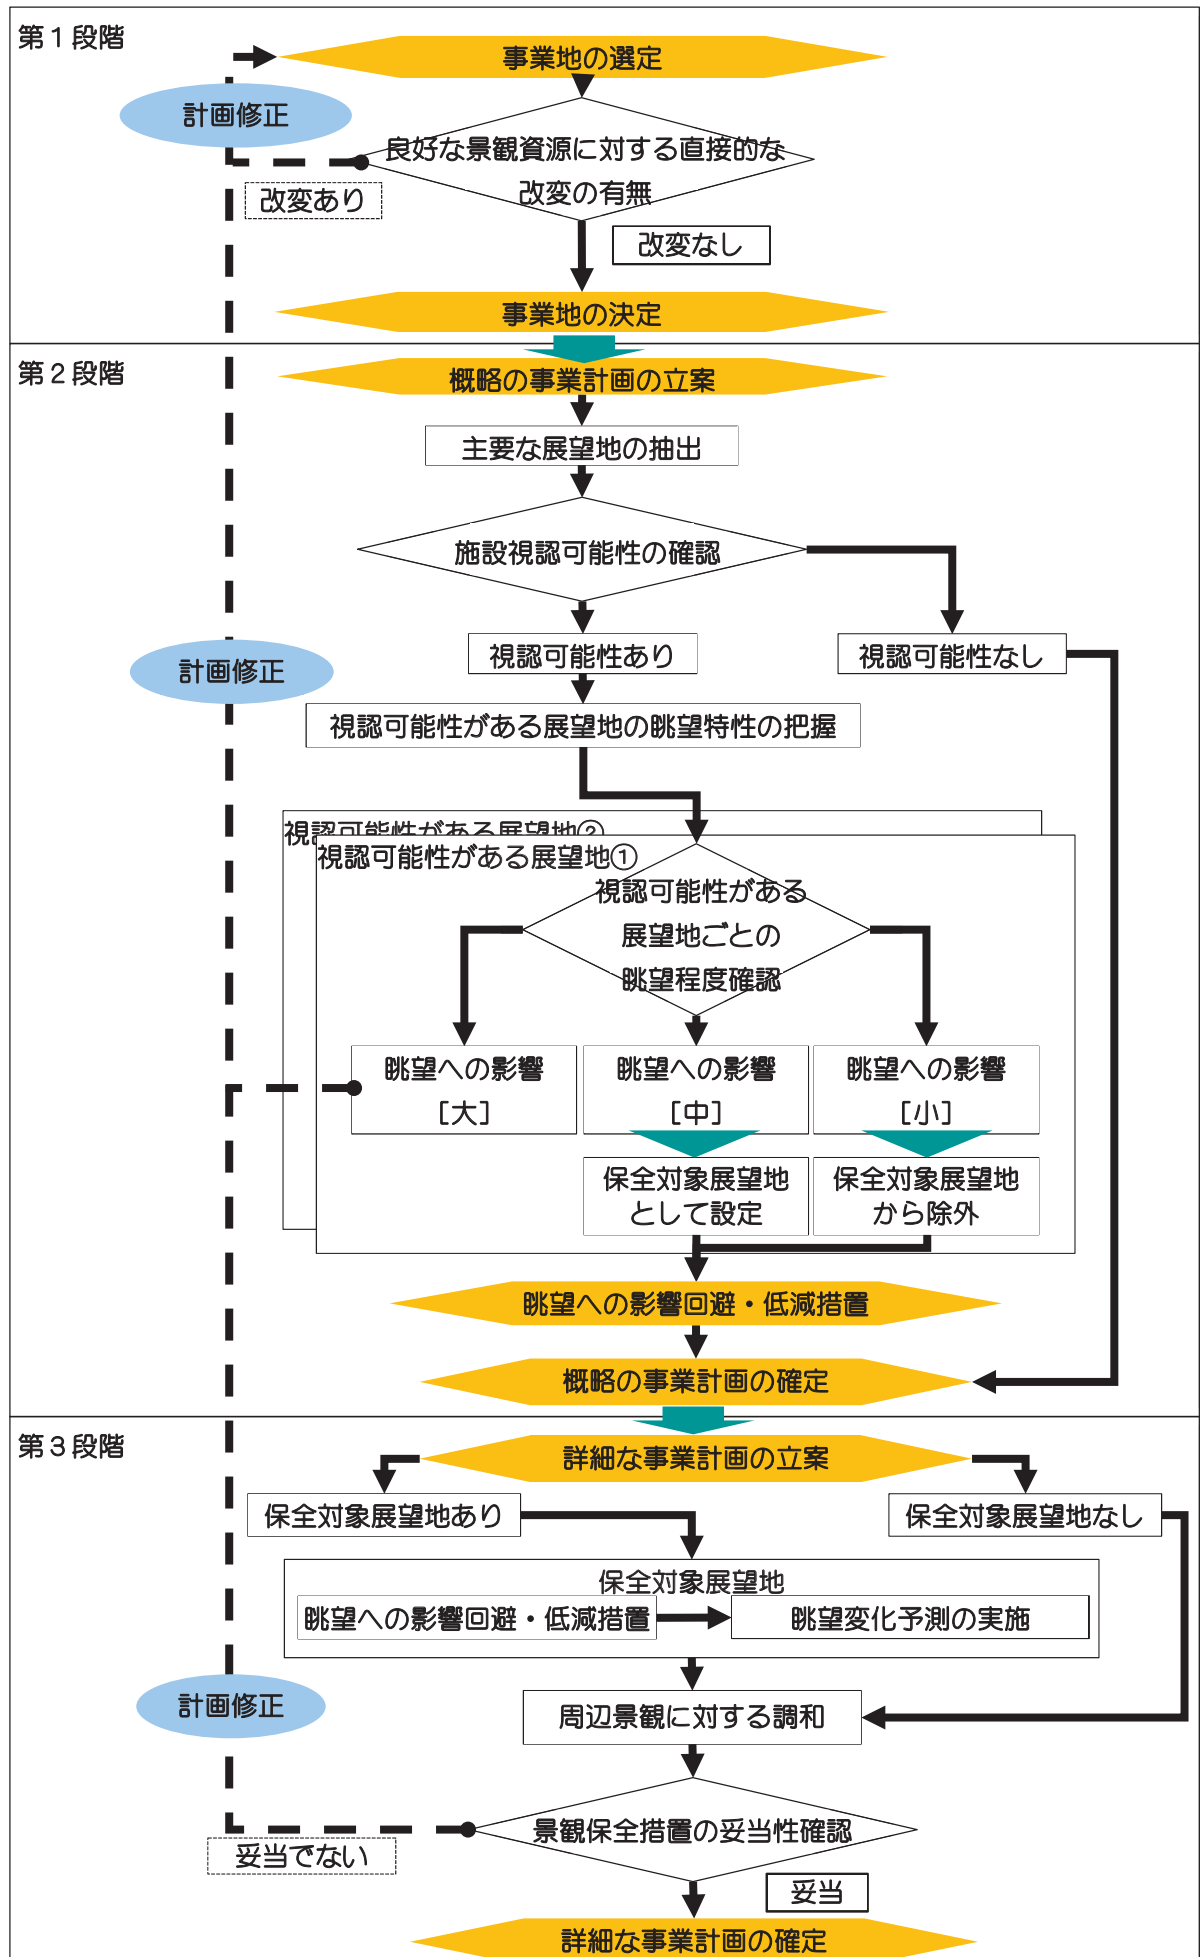 第1段階
事業地の選定
計画修正
良好な景観資源に対する直接的な
改変の有無
改変あり
改変なし
事業地の決定
第2段階
概略の事業計画の立案
主要な展望地の抽出
施設視認可能性の確認
視認可能性あり
視認可能性なし
計画修正
視認可能性がある展望地の眺望特性の把握
視認可能性がある展望地②
視認可能性がある展望地①
視認可能性がある
展望地ごとの
眺望程度確認
眺望への影響
[大]
眺望への影響
[中]
眺望への影響
[小]
保全対象展望地
として設定
保全対象展望地
から除外
眺望への影響回避・低減措置
概略の事業計画の確定
第3段階
詳細な事業計画の立案
保全対象展望地あり
保全対象展望地なし
保全対象展望地
眺望への影響回避・低減措置
眺望変化予測の実施
計画修正
周辺景観に対する調和
景観保全措置の妥当性確認
妥当でない
妥当
詳細な事業計画の確定